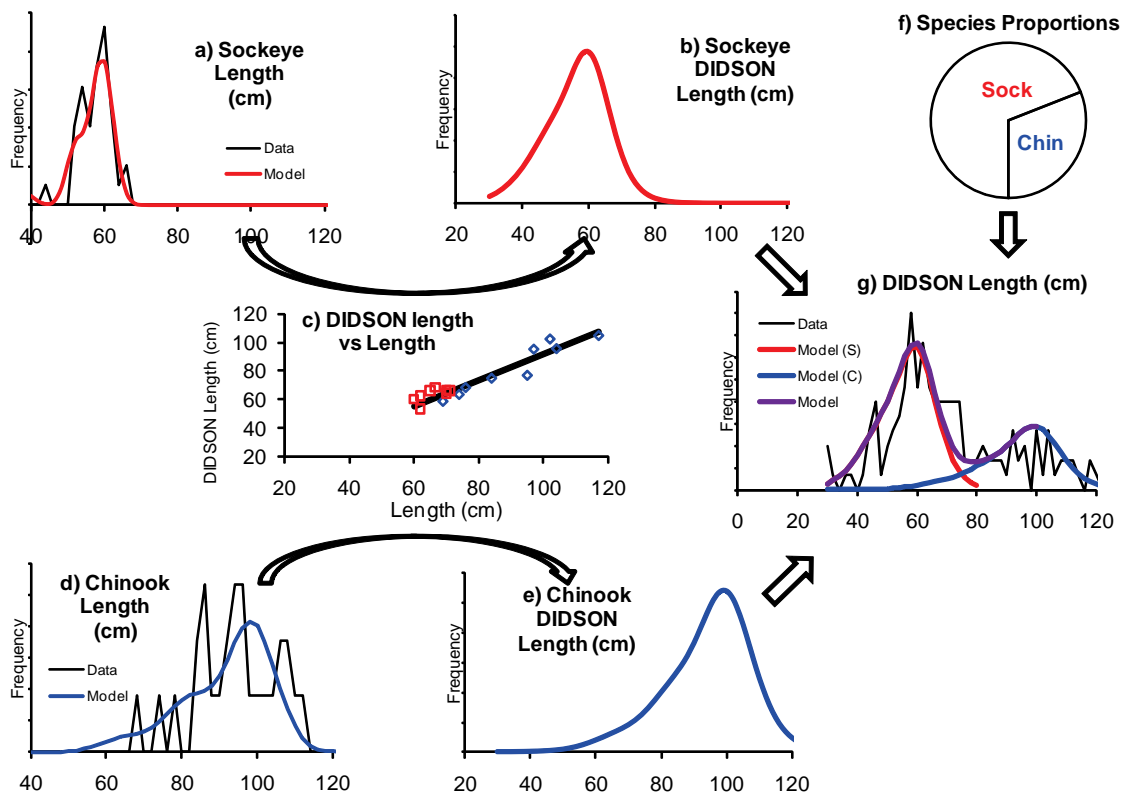 a) Sockeye
Length
(cm)
Frequency
Data
Model
40 60 80 100 120
b) Sockeye
DIDSON
Length (cm)
Frequency
20 40 60 80 100 120
f) Species Proportions
Sock
Chin
c) DIDSON length
vs Length
DIDSON Length (cm)
120
100
80
60
40
20
20 40 60 80 100 120
Length (cm)
g) DIDSON Length (cm)
Frequency
Data
Model (S)
Model (C)
Model
0 20 40 60 80 100 120
d) Chinook
Length
(cm)
Frequency
Data
Model
40 60 80 100 120
e) Chinook
DIDSON
Length (cm)
Frequency
20 40 60 80 100 120